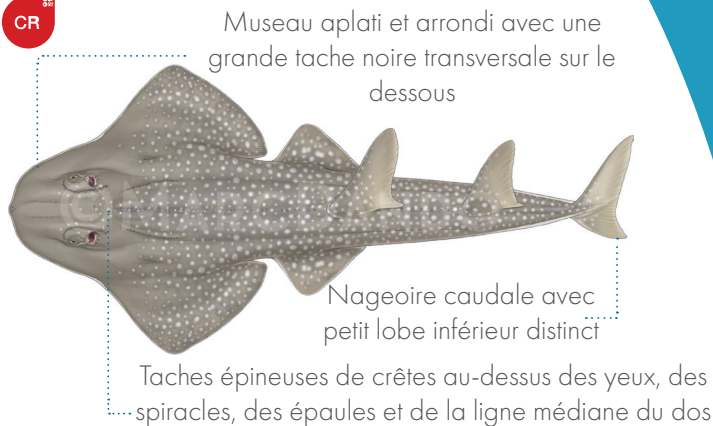 CR
Museau aplati et arrondi avec une
grande tache noire transversale sur le
dessous
Nageoire caudale avec
petit lobe inférieur distinct
Taches épineuses de crêtes au-dessus des yeux, des
spiracles, des épaules et de la ligne médiane du dos